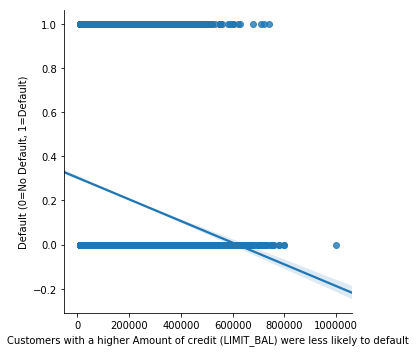 1.0
0.8
0.6
0.4
0.2
0.0
−0.2
Default (0=No Default, 1=Default)
0 200000 400000 600000 800000 1000000
Customers with a higher Amount of credit (LIMIT_BAL) were less likely to default